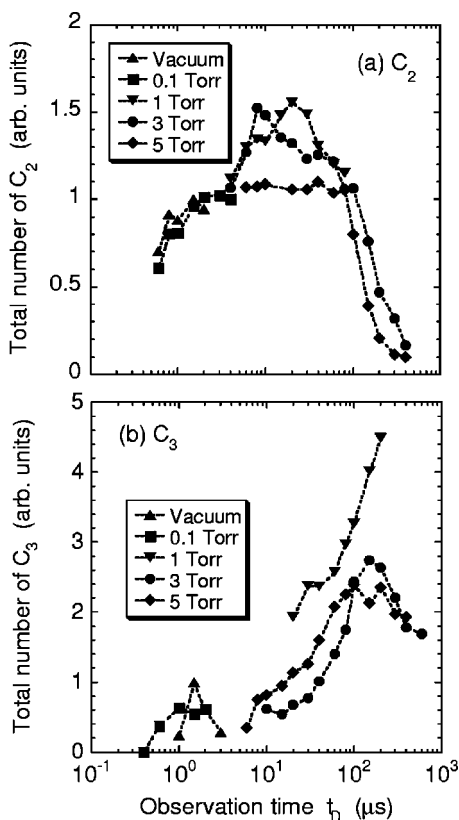 2
1.5
1
0.5
0
Total number of C2 (arb. units)
Vacuum
0.1 Torr
1 Torr
3 Torr
5 Torr
(a) C2
5
4
3
2
1
0
Total number of C3 (arb. units)
(b) C3
Vacuum
0.1 Torr
1 Torr
3 Torr
5 Torr
10-1 100 101 102 103
Observation time tD (μs)